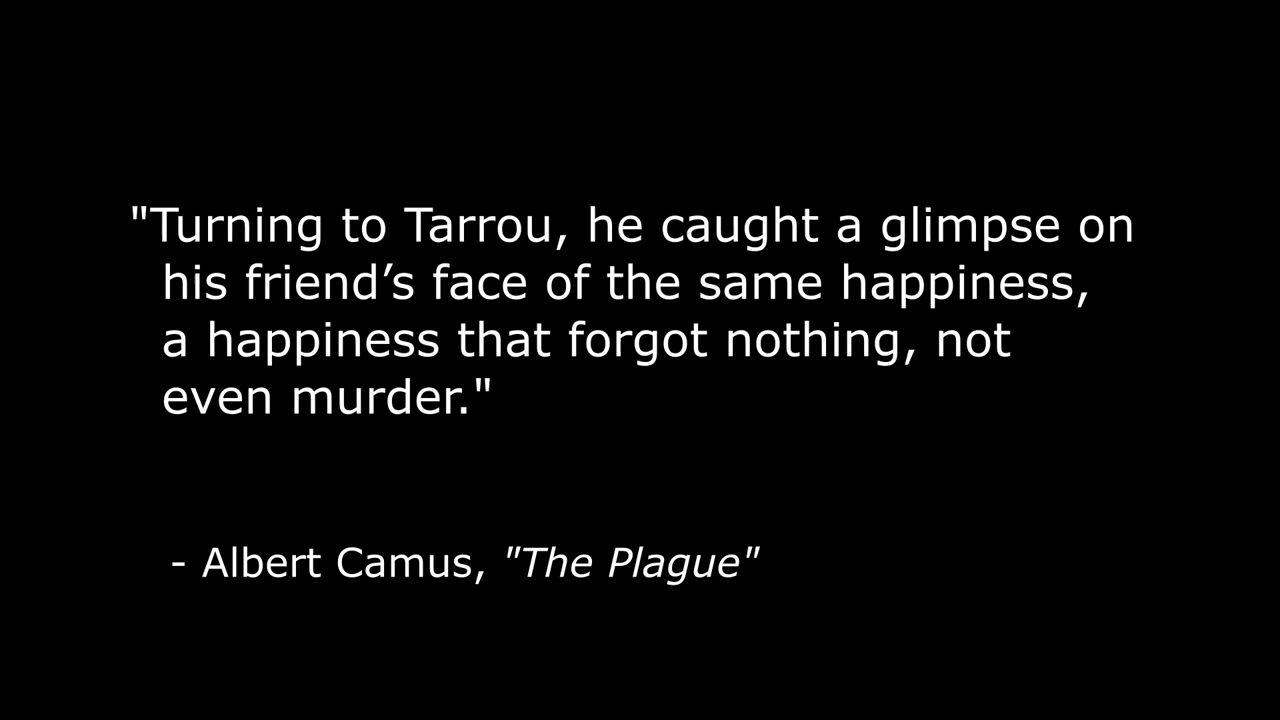 "Turning to Tarrou, he caught a glimpse on
his friend’s face of the same happiness,
a happiness that forgot nothing, not
even murder."
- Albert Camus, "The Plague"